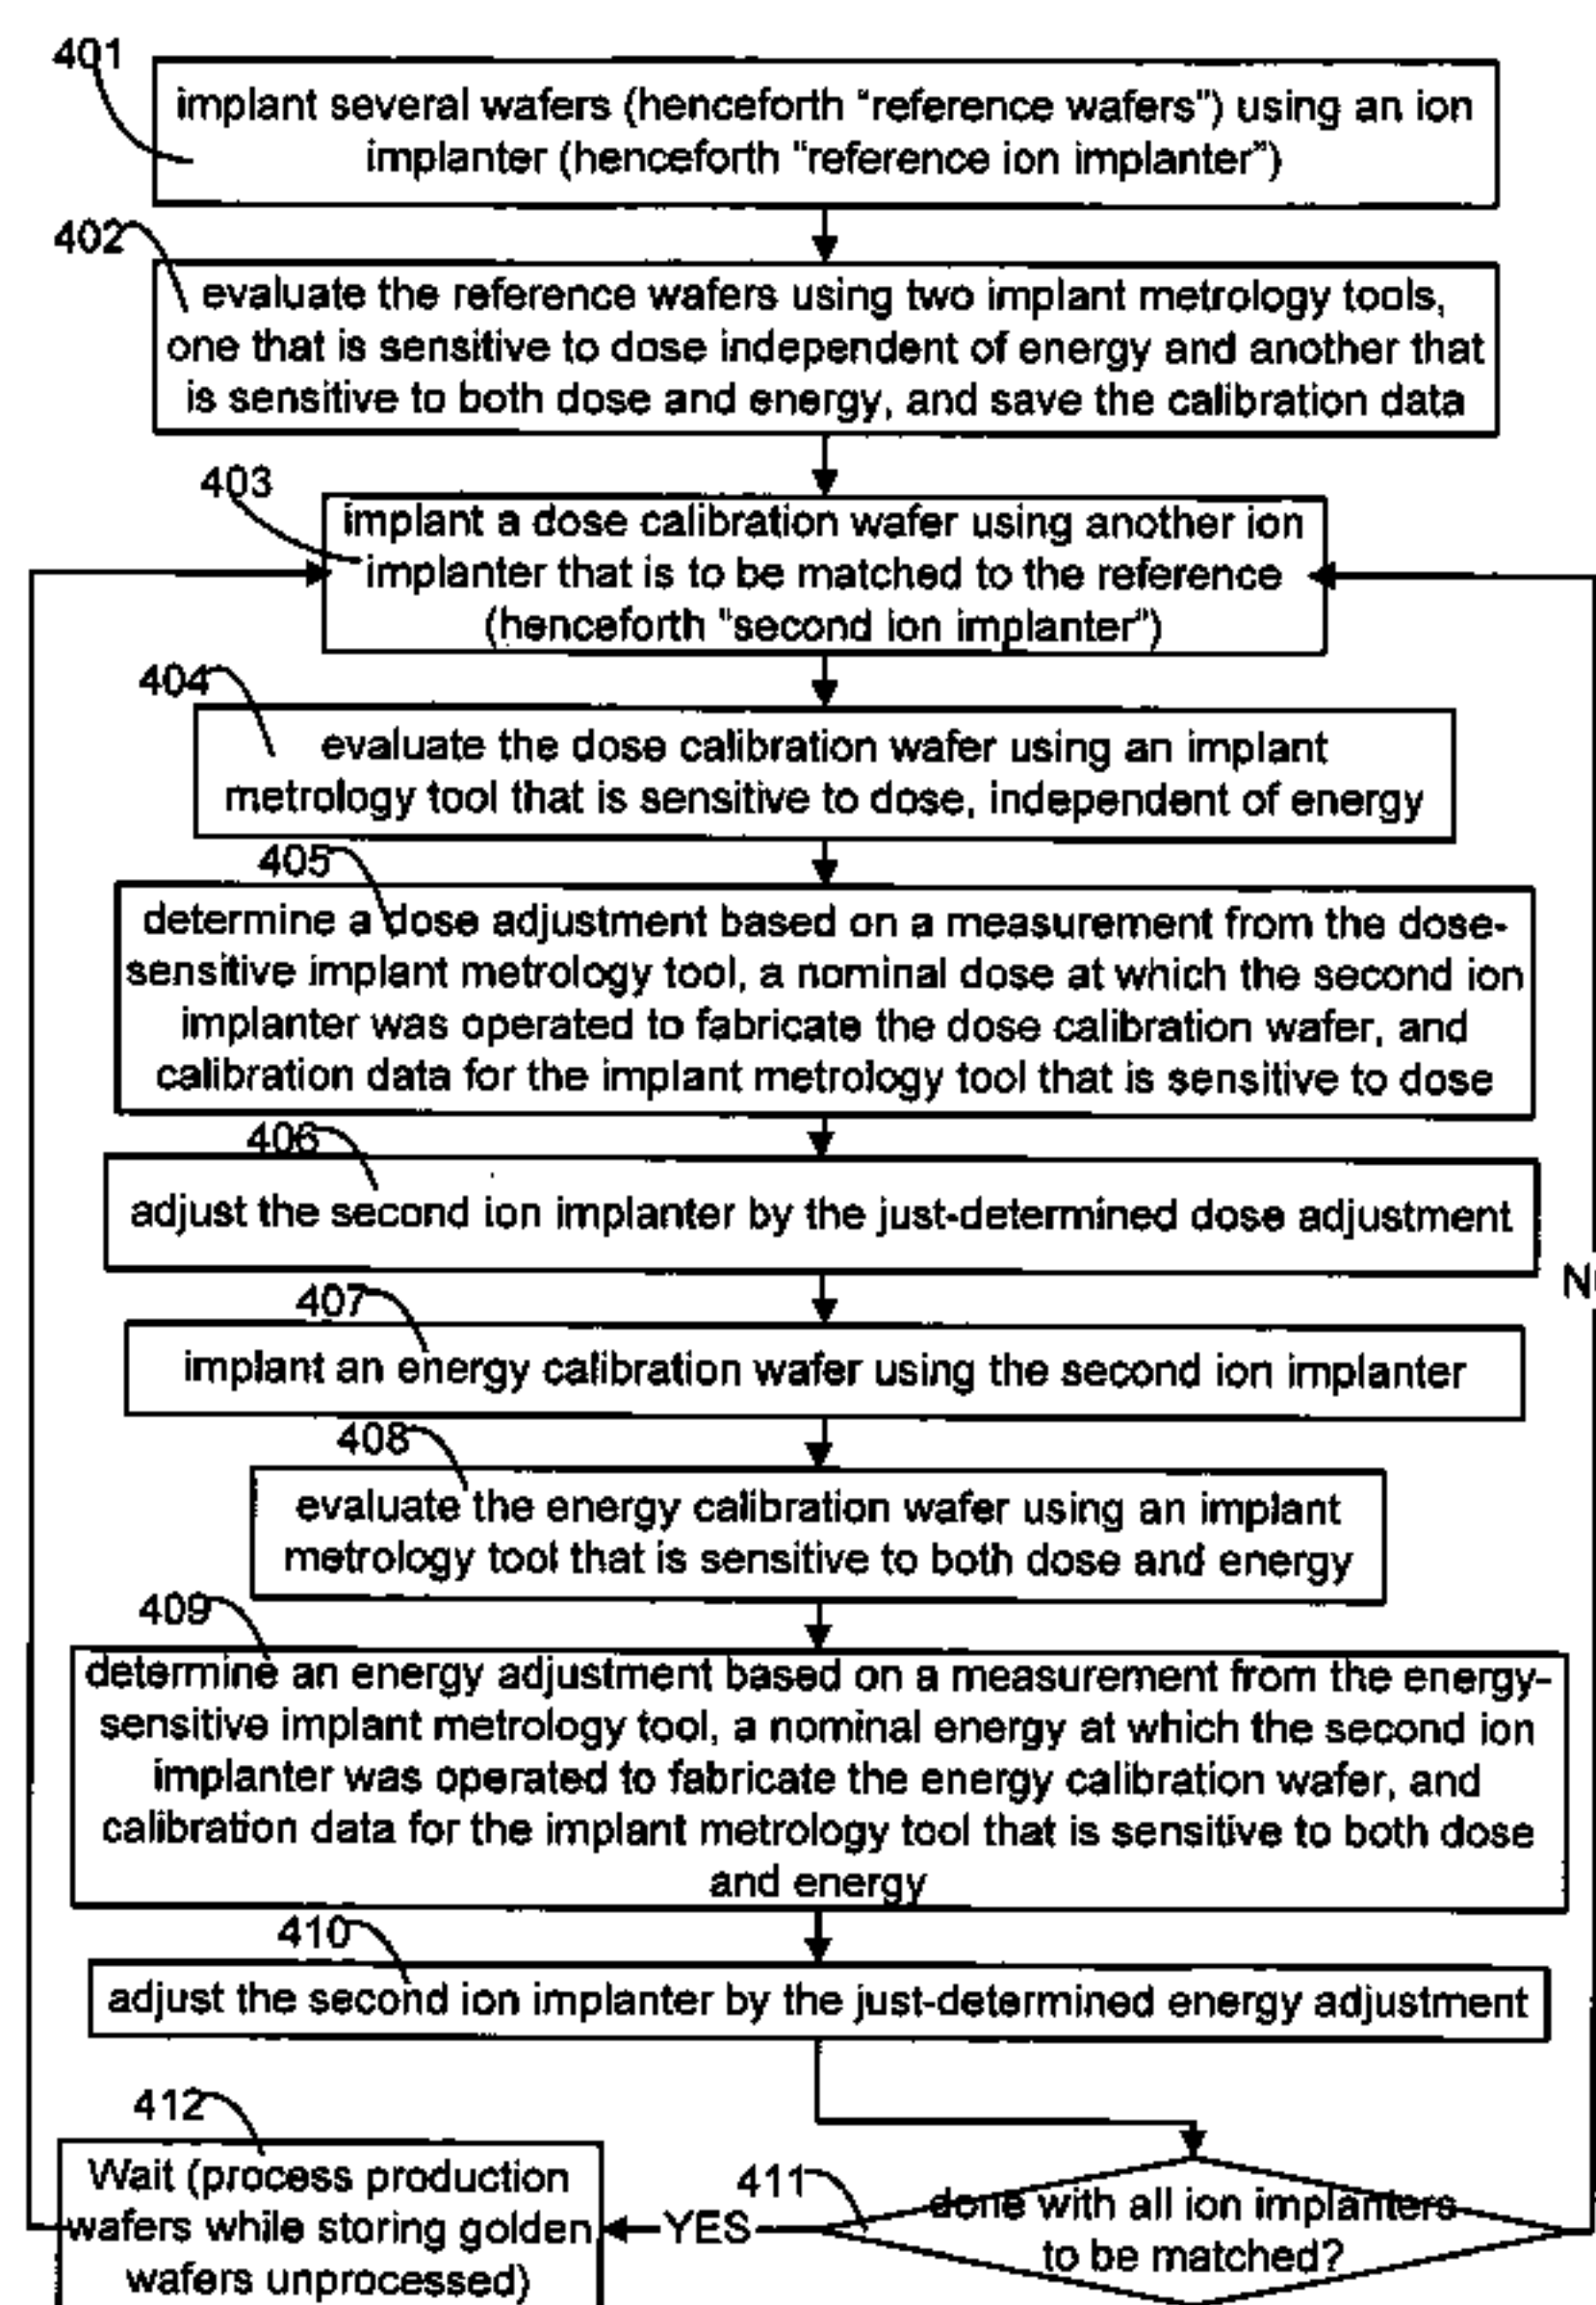 401
implant several wafers (henceforth "reference wafers") using an ion
implanter (henceforth "reference ion implanter")
402
evaluate the reference wafers using two implant metrology tools,
one that is sensitive to dose independent of energy and another that
is sensitive to both dose and energy, and save the calibration data
403
implant a dose calibration wafer using another ion
implanter that is to be matched to the reference
(henceforth "second ion implanter")
404
evaluate the dose calibration wafer using an implant
metrology tool that is sensitive to dose, independent of energy
405
determine a dose adjustment based on a measurement from the dose-
sensitive implant metrology tool, a nominal dose at which the second ion
implanter was operated to fabricate the dose calibration wafer, and
calibration data for the implant metrology tool that is sensitive to dose
406
adjust the second ion implanter by the just-determined dose adjustment
407
implant an energy calibration wafer using the second ion implanter
408
evaluate the energy calibration wafer using an implant
metrology tool that is sensitive to both dose and energy
409
determine an energy adjustment based on a measurement from the energy-
sensitive implant metrology tool, a nominal energy at which the second ion
implanter was operated to fabricate the energy calibration wafer, and
calibration data for the implant metrology tool that is sensitive to both dose
and energy
410
adjust the second ion implanter by the just-determined energy adjustment
412
Wait (process production
wafers while storing golden
wafers unprocessed)
YES
411
done with all ion implanters
to be matched?